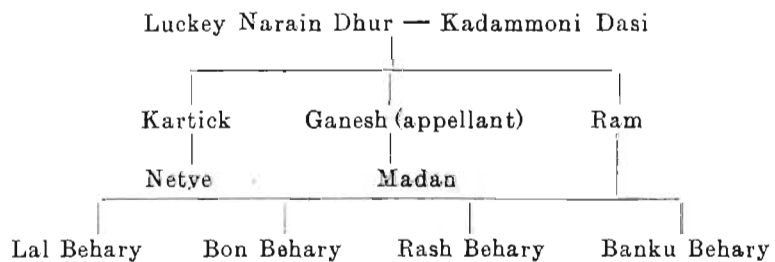 Luckey Narain Dhur — Kadammoni Dasi
Kartick Ganesh (appellant) Ram
Netye Madan
Lal Behary Bon Behary Rash Behary Banku Behary